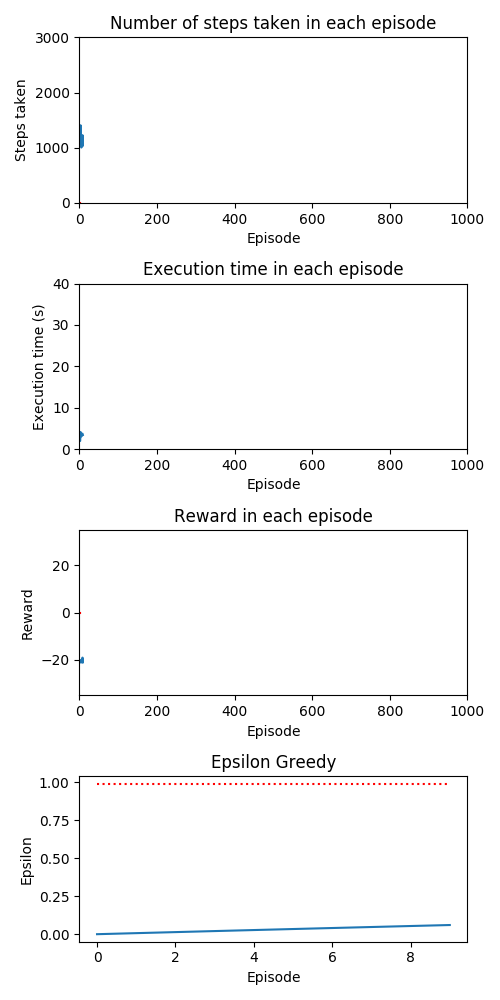 Number of steps taken in each episode
3000
2000
1000
0
Steps taken
0 200 400 600 800 1000
Episode
Execution time in each episode
40
30
20
10
0
Execution time (s)
0 200 400 600 800 1000
Episode
Reward in each episode
20
0
−20
Reward
0 200 400 600 800 1000
Episode
Epsilon Greedy
1.00
0.75
0.50
0.25
0.00
Epsilon
0 2 4 6 8
Episode